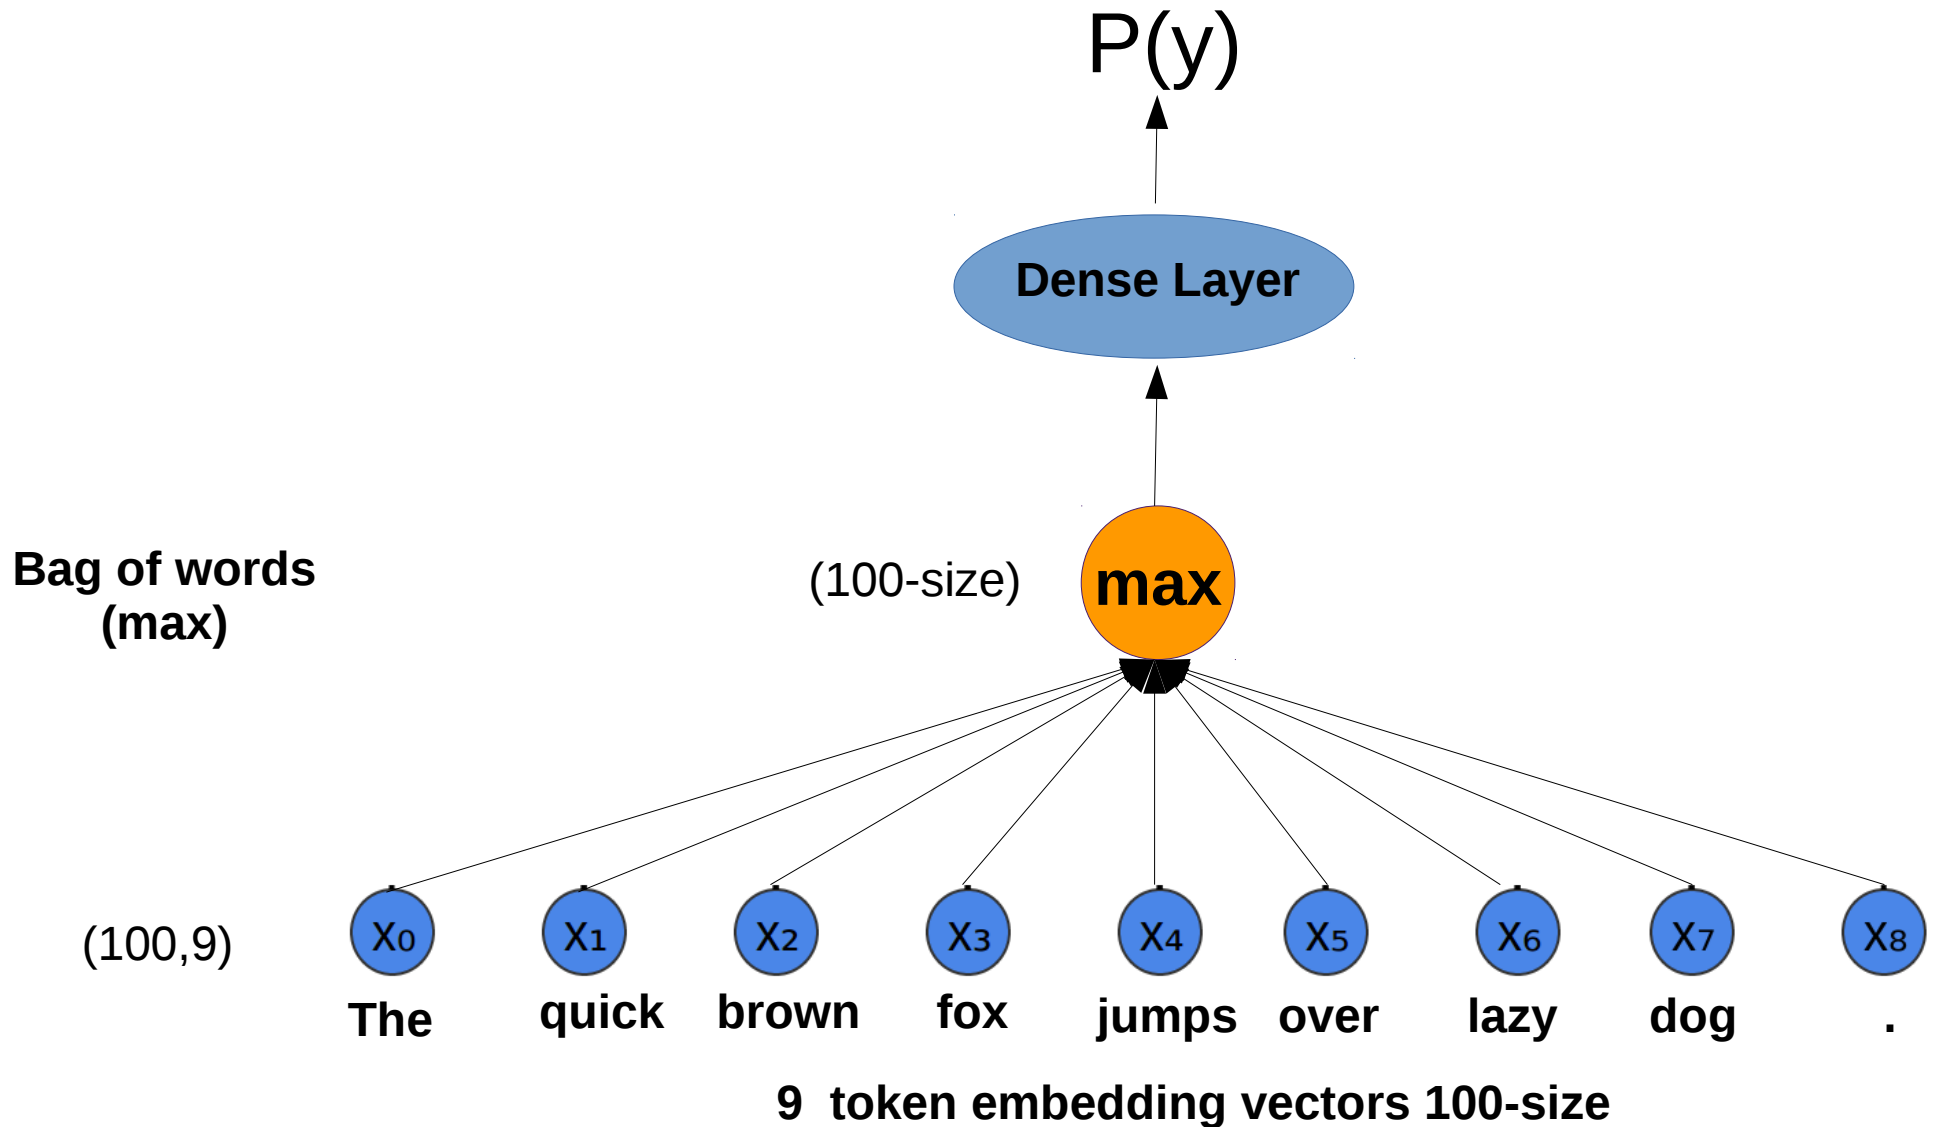 P(y)
Dense Layer
Bag of words
(max)
(100-size)
max
(100,9)
X₀ X₁ X₂ X₃ X₄ X₅ X₆ X₇ X₈
The quick brown fox jumps over lazy dog .
9 token embedding vectors 100-size